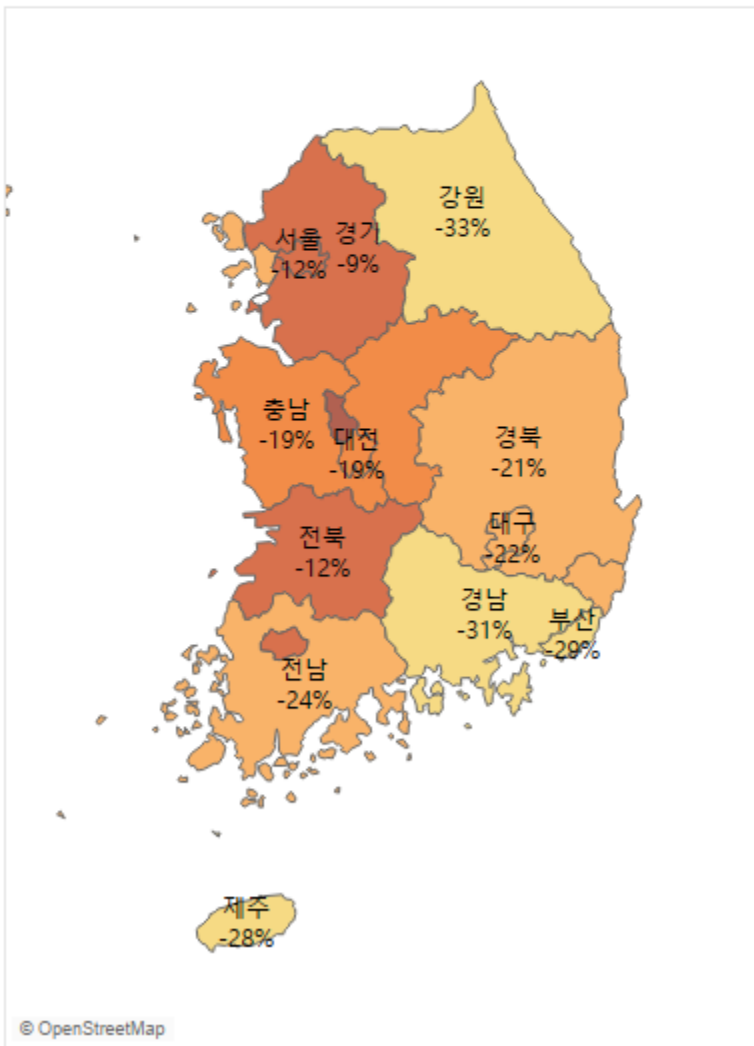 강원
-33%
서울
-12%
경기
-9%
충남
-19%
대전
-19%
경북
-21%
대구
-22%
전북
-12%
경남
-31%
부산
-29%
전남
-24%
제주
-28%
© OpenStreetMap